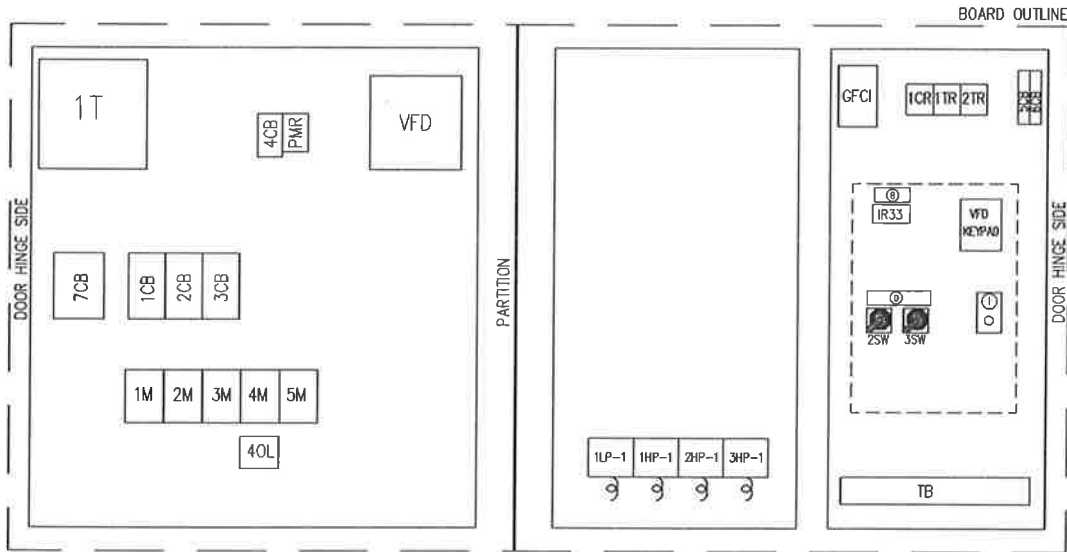 BOARD OUTLINE
DOOR HINGE SIDE
1T
4CB
PMR
VFD
7CB
1CB
2CB
3CB
1M
2M
3M
4M
5M
4OL
PARTITION
1LP-1
1HP-1
2HP-1
3HP-1
GFCI
1CR
1TR
2TR
6CB
B
IR33
VFD
KEYPAD
D
2SW
3SW
I
TB
DOOR HINGE SIDE